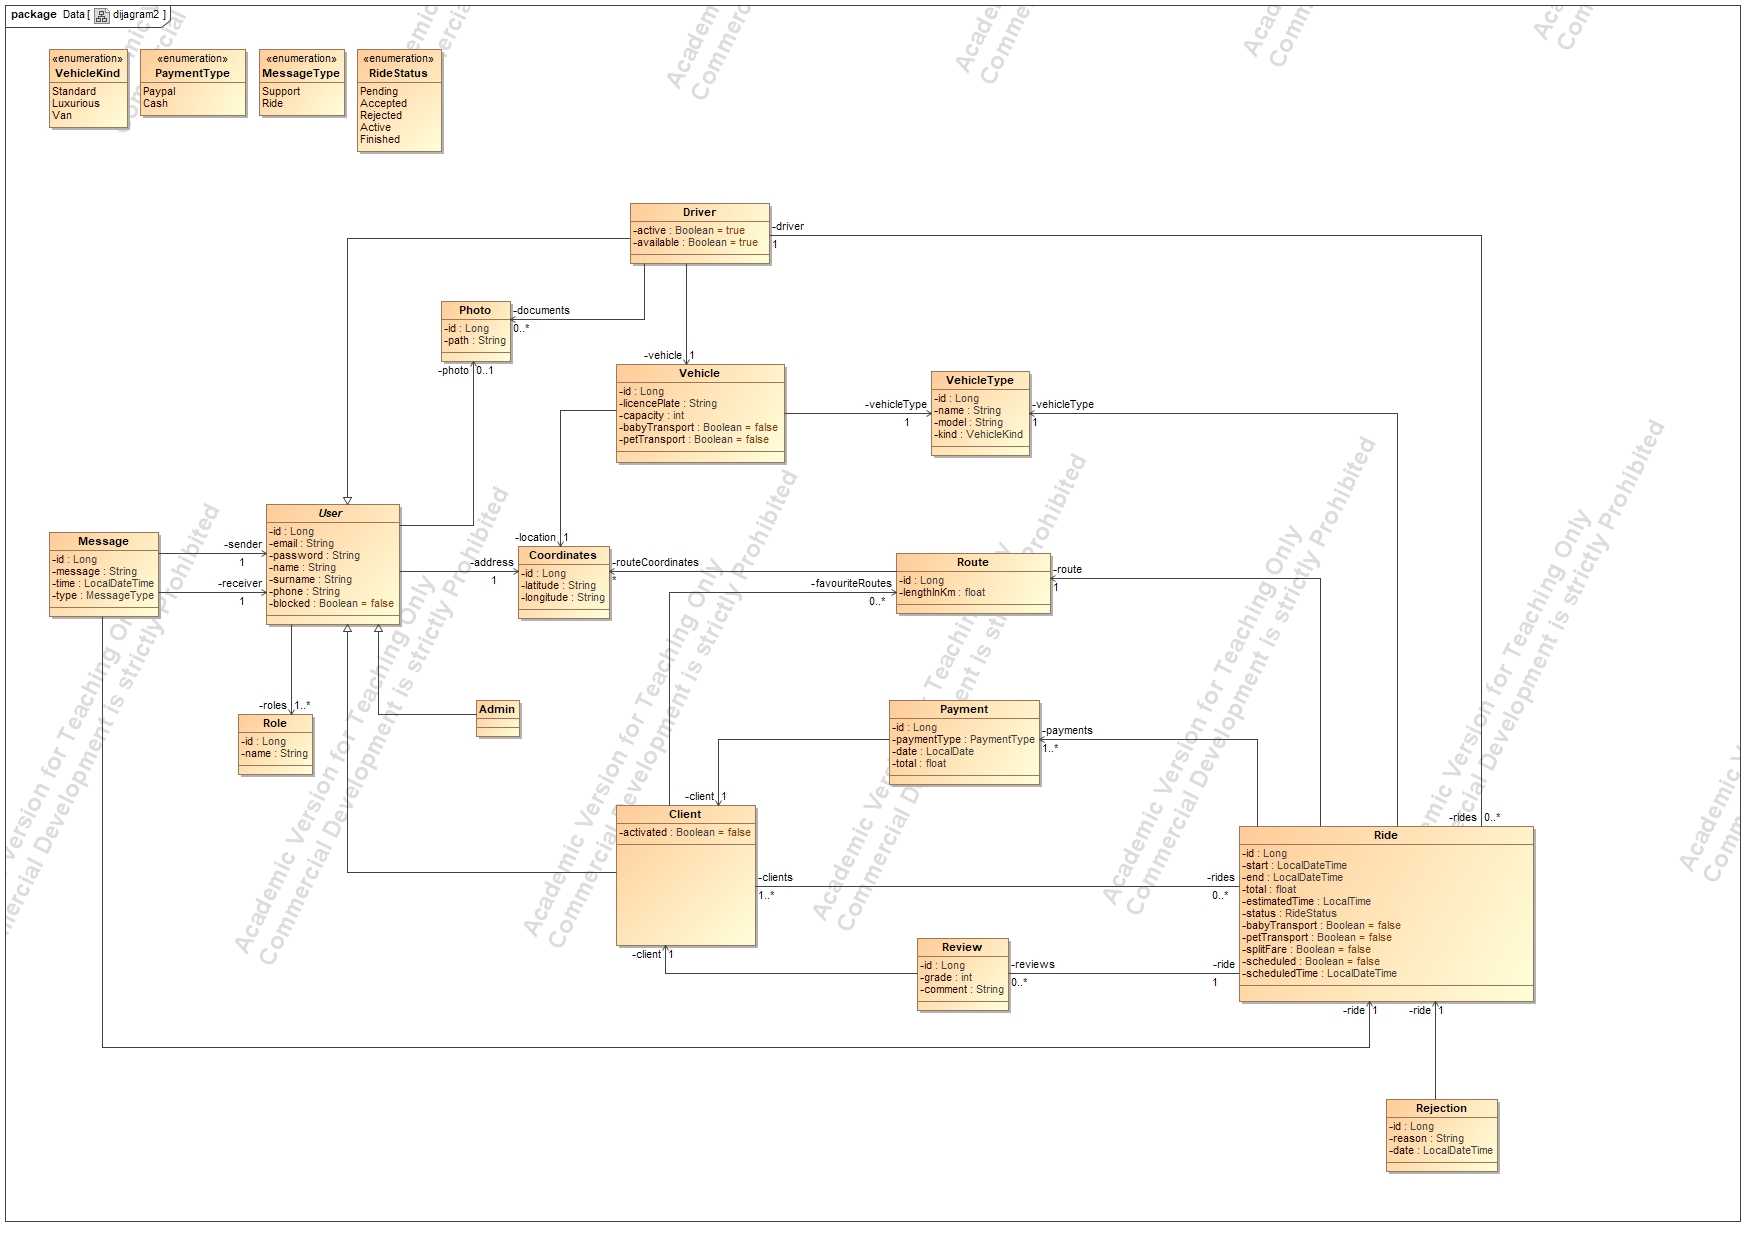 package Data [ dijagram2 ]
«enumeration»
VehicleKind
Standard
Luxurious
Van
«enumeration»
PaymentType
Paypal
Cash
«enumeration»
MessageType
Support
Ride
«enumeration»
RideStatus
Pending
Accepted
Rejected
Active
Finished
Driver
-active : Boolean = true
-available : Boolean = true
-driver
1
Photo
-id : Long
-path : String
-documents
0..*
-photo 0..1
-vehicle 1
Vehicle
-id : Long
-licencePlate : String
-capacity : int
-babyTransport : Boolean = false
-petTransport : Boolean = false
-vehicleType
1
VehicleType
-id : Long
-name : String
-model : String
-kind : VehicleKind
-vehicleType
1
Message
-id : Long
-message : String
-time : LocalDateTime
-type : MessageType
-sender
1
-receiver
1
User
-id : Long
-email : String
-password : String
-name : String
-surname : String
-phone : String
-blocked : Boolean = false
-address
1
-location 1
Coordinates
-id : Long
-latitude : String
-longitude : String
-routeCoordinates
*
-favouriteRoutes
0..*
Route
-id : Long
-lengthInKm : float
-route
1
-roles 1..*
Role
-id : Long
-name : String
Admin
Payment
-id : Long
-paymentType : PaymentType
-date : LocalDate
-total : float
-payments
1..*
-client 1
Client
-activated : Boolean = false
-clients
1..*
-rides
0..*
-client 1
Review
-id : Long
-grade : int
-comment : String
-reviews
0..*
-ride
1
-rides 0..*
Ride
-id : Long
-start : LocalDateTime
-end : LocalDateTime
-total : float
-estimatedTime : LocalTime
-status : RideStatus
-babyTransport : Boolean = false
-petTransport : Boolean = false
-splitFare : Boolean = false
-scheduled : Boolean = false
-scheduledTime : LocalDateTime
-ride 1
-ride 1
Rejection
-id : Long
-reason : String
-date : LocalDateTime
Academic Version for Teaching Only
Commercial Development is strictly Prohibited